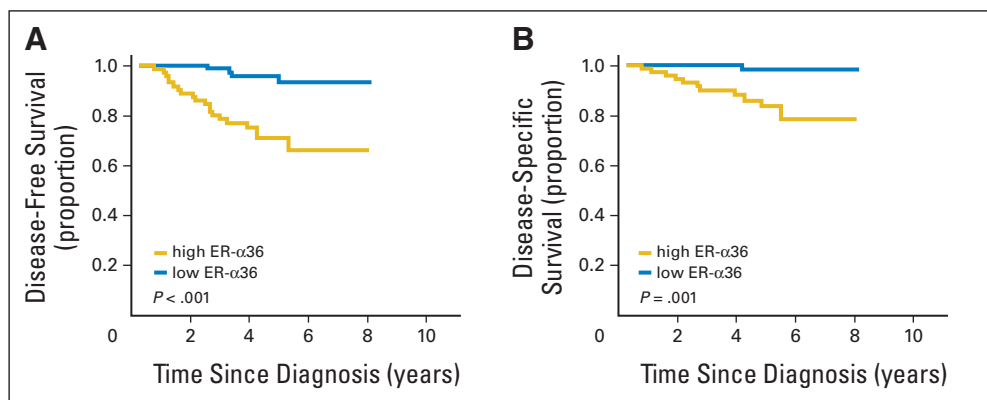 A
Disease-Free Survival
(proportion)
1.0
0.8
0.6
0.4
0.2
high ER-α36
low ER-α36
P < .001
0 2 4 6 8 10
Time Since Diagnosis (years)
B
Disease-Specific
Survival (proportion)
1.0
0.8
0.6
0.4
0.2
high ER-α36
low ER-α36
P = .001
0 2 4 6 8 10
Time Since Diagnosis (years)